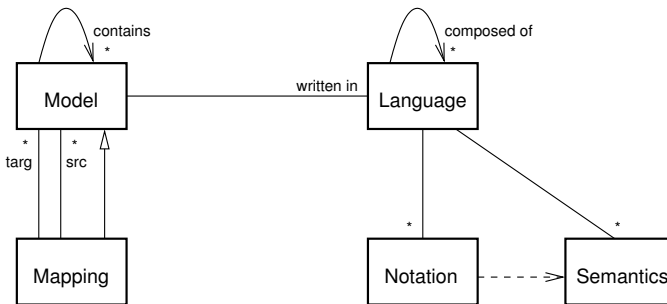 contains
*
composed of
*
Model
written in
Language
*
*
targ
src
*
*
Mapping
Notation
Semantics